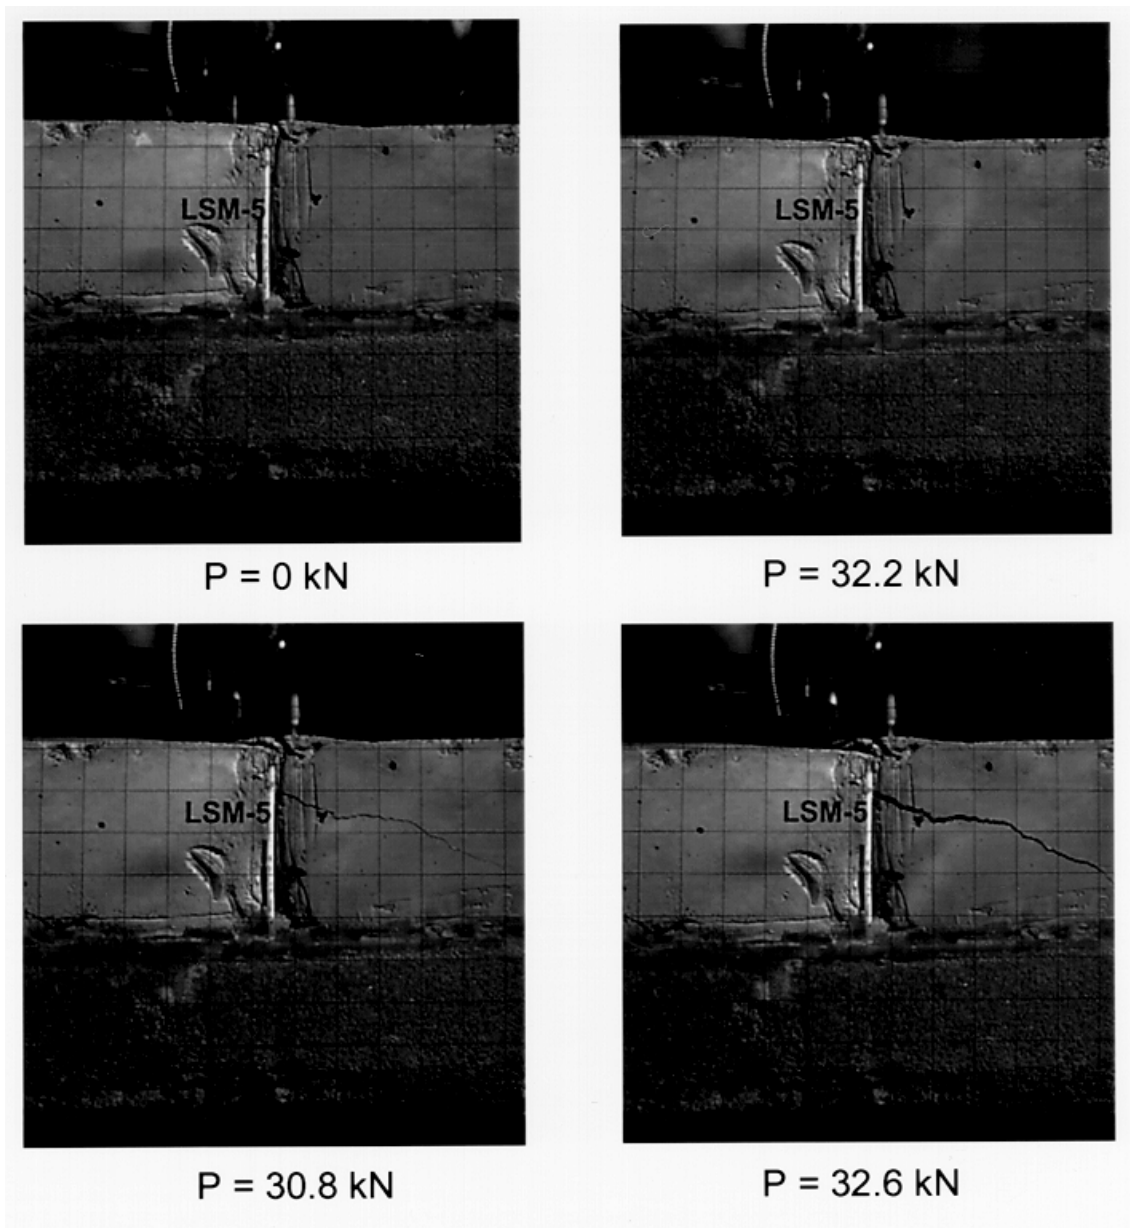 LSM-5
LSM-5
P = 0 kN
P = 32.2 kN
LSM-5
LSM-5
P = 30.8 kN
P = 32.6 kN